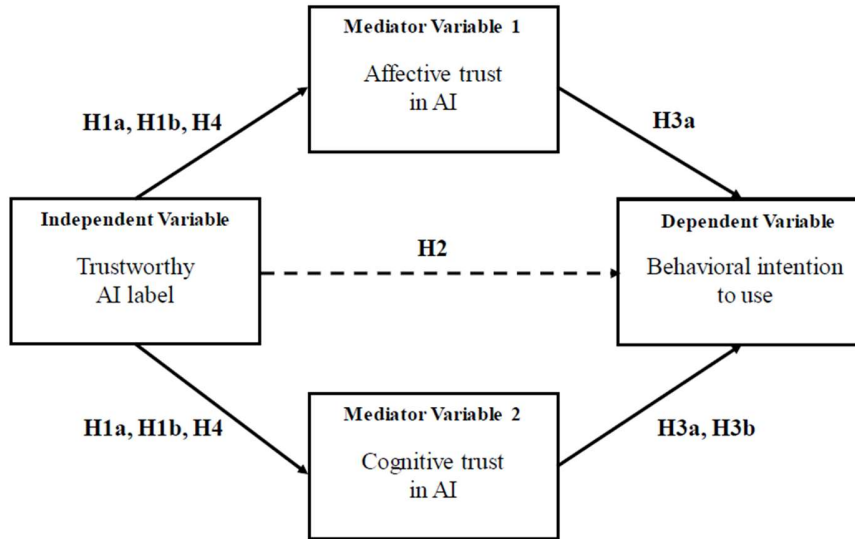 Mediator Variable 1
Affective trust
in AI
H1a, H1b, H4
H3a
Independent Variable
Trustworthy
AI label
H2
Dependent Variable
Behavioral intention
to use
H1a, H1b, H4
H3a, H3b
Mediator Variable 2
Cognitive trust
in AI